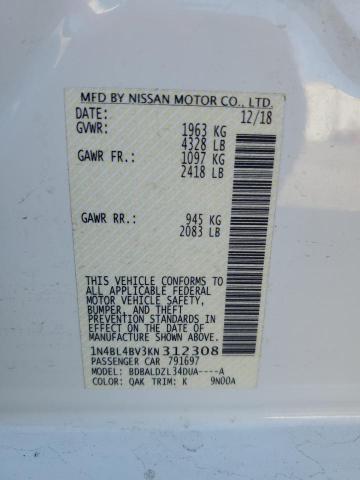 MFD BY NISSAN MOTOR CO., LTD.
DATE: 12/18
GVWR: 1963 KG
4328 LB
GAWR FR.: 1097 KG
2418 LB
GAWR RR.: 945 KG
2083 LB
THIS VEHICLE CONFORMS TO
ALL APPLICABLE FEDERAL
MOTOR VEHICLE SAFETY,
BUMPER, AND THEFT
PREVENTION STANDARDS IN
EFFECT ON THE DATE OF
MANUFACTURE SHOWN ABOVE.
1N4BL4BV3KN312308
PASSENGER CAR 791697
MODEL: BDBALDZL34DUA----A
COLOR: QAK TRIM: K 9N00A